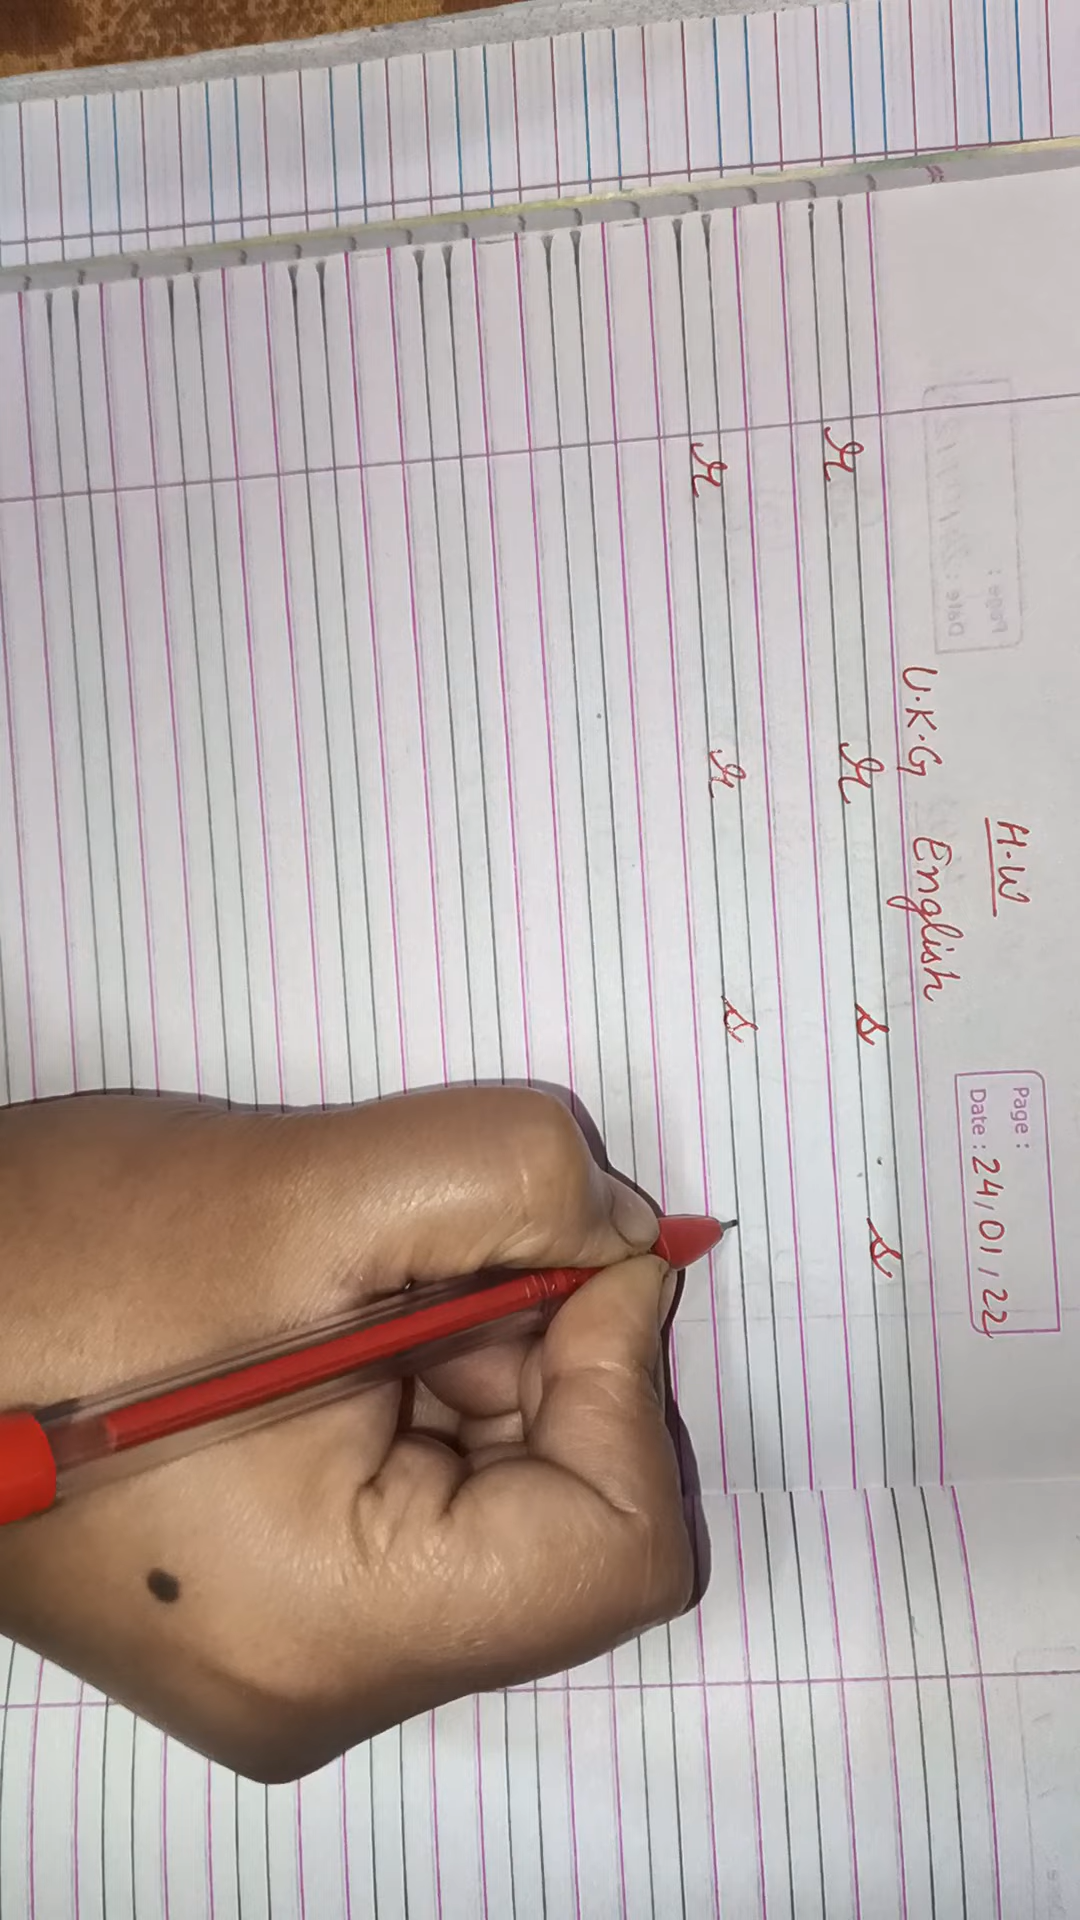 H.W
Page :
Date : 24/01/22
U.K.G English
r r s s
r r s